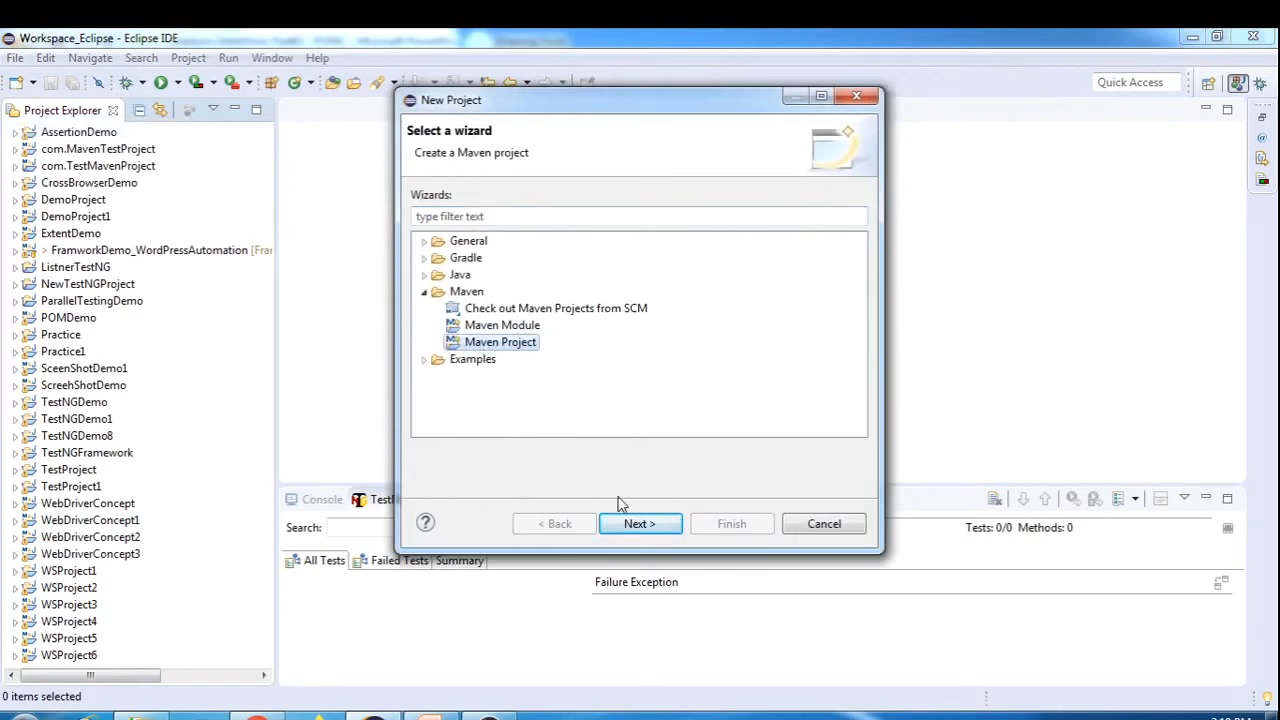 Workspace_Eclipse - Eclipse IDE
File Edit Navigate Search Project Run Window Help
Quick Access
Project Explorer
AssertionDemo
com.MavenTestProject
com.TestMavenProject
CrossBrowserDemo
DemoProject
DemoProject1
ExtentDemo
> FramworkDemo_WordPressAutomation [Fra
ListnerTestNG
NewTestNGProject
ParallelTestingDemo
POMDemo
Practice
Practice1
SceenShotDemo1
ScreehShotDemo
TestNGDemo
TestNGDemo1
TestNGDemo8
TestNGFramework
TestProject
TestProject1
WebDriverConcept
WebDriverConcept1
WebDriverConcept2
WebDriverConcept3
WSProject1
WSProject2
WSProject3
WSProject4
WSProject5
WSProject6
0 items selected
New Project
Select a wizard
Create a Maven project
Wizards:
type filter text
General
Gradle
Java
Maven
Check out Maven Projects from SCM
Maven Module
Maven Project
Examples
< Back Next > Finish Cancel
Console TestN
Search: Tests: 0/0 Methods: 0
All Tests Failed Tests Summary
Failure Exception